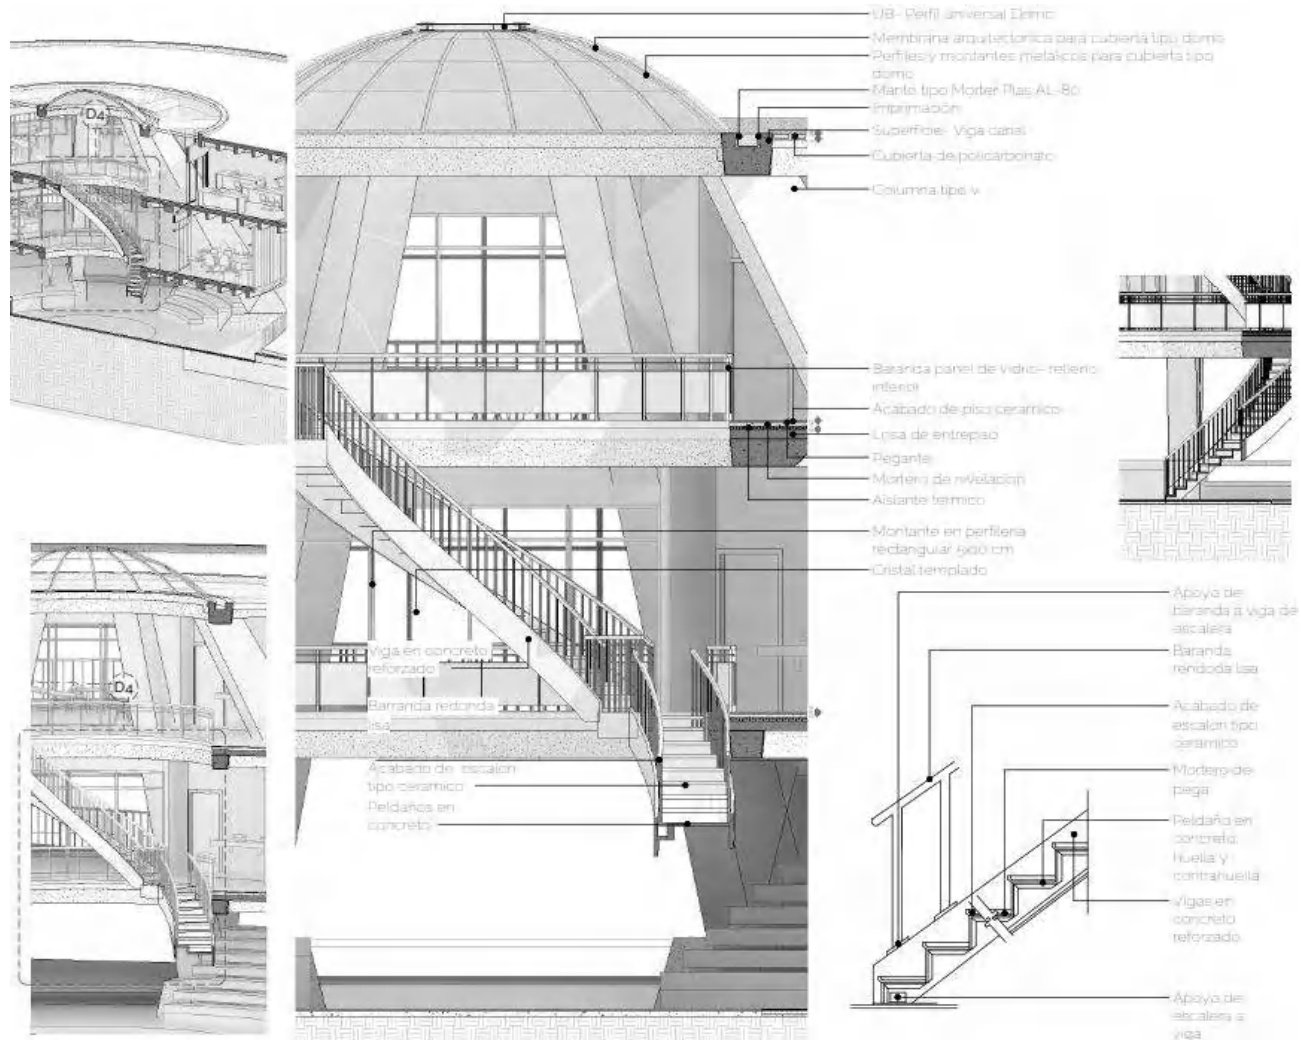 UB- Perfil universal Domo
Membrana arquitectonica para cubierta tipo domo
Perfiles y montantes metalicos para cubierta tipo
domo
Manto tipo Morter Plas AL-80
Imprimación
Superficie- Viga canal
Cubierta de policarbonato
Columna tipo v
D4
Baranda panel de vidrio- relleno
inferior
Acabado de piso ceramico
Losa de entrepiso
Pegante
Mortero de nivelacion
Aislante termico
Montante en perfileria
rectangular
cm
Cristal templado
Viga en concreto
reforzado
Barranda redonda
lisa
Acabado de escalon
tipo ceramico
Peldaños en
concreto
D4
Apoyo de
baranda a viga de
escalera
Baranda
rendoda lisa
Acabado de
escalon tipo
ceramico
Mortero de
pega
Peldaño en
concreto,
huella y
contrahuella
Vigas en
concreto
reforzado
Apoyo de
escalera a
viga